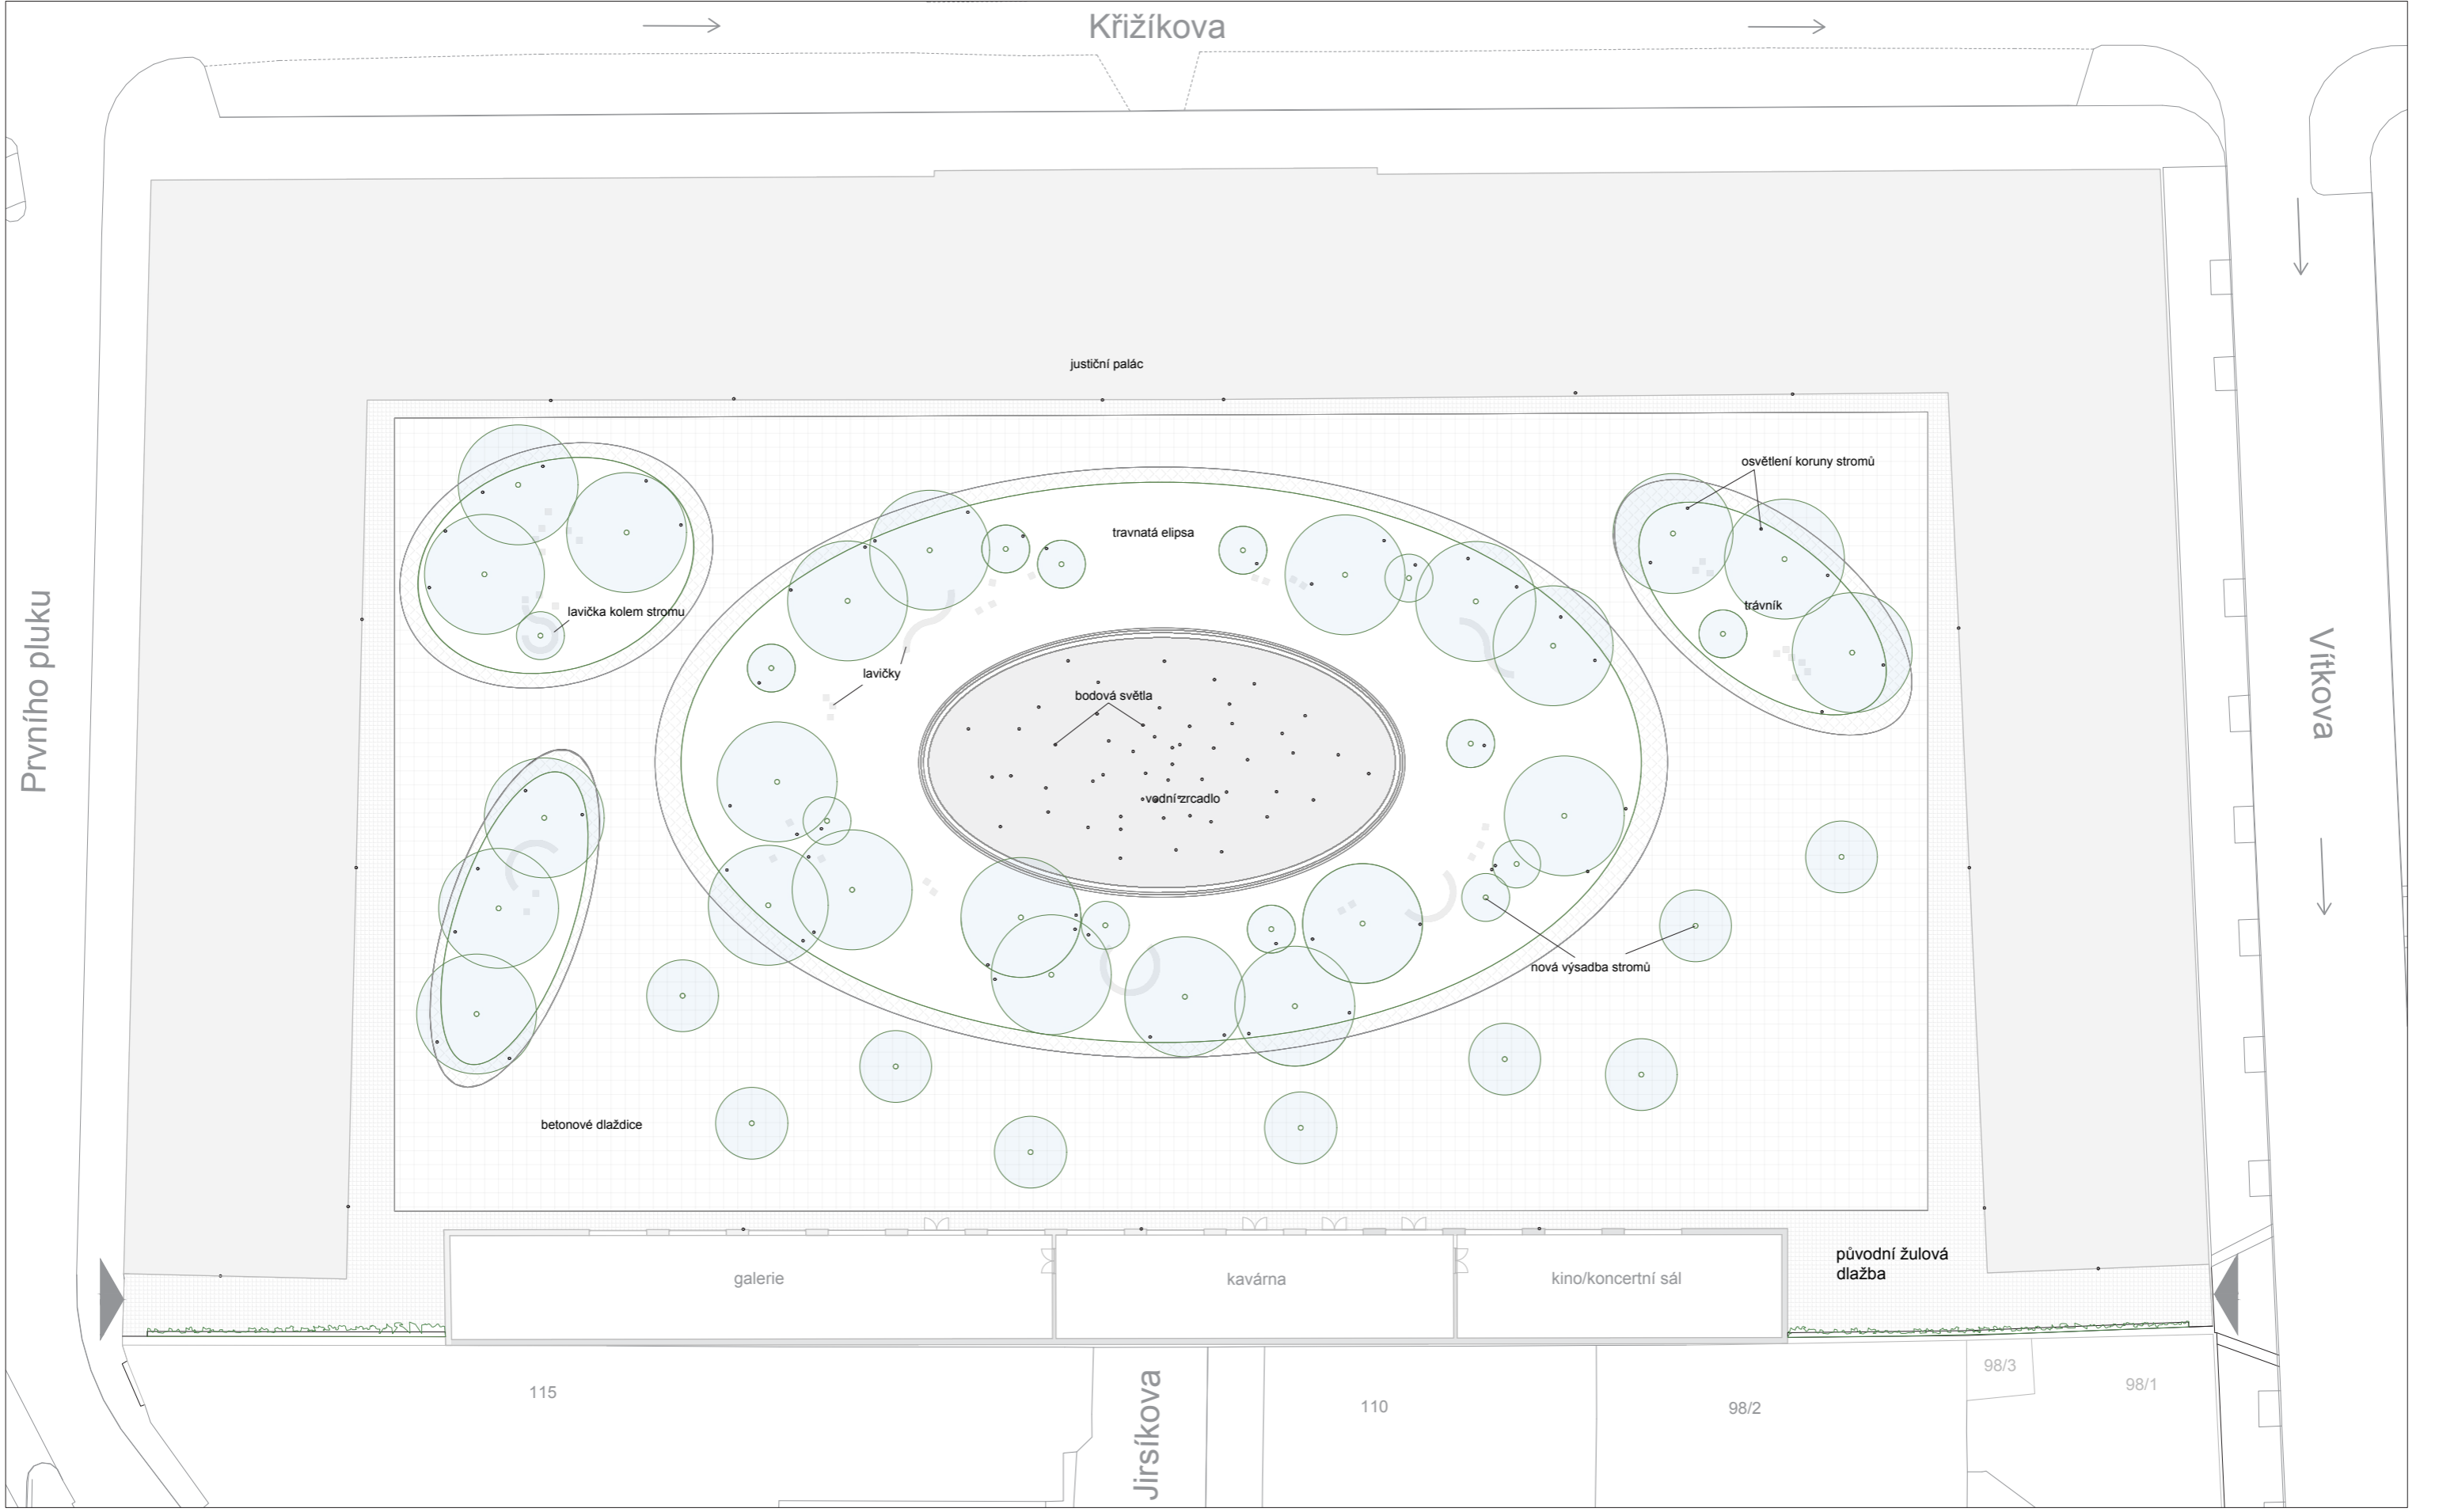 Křižíkova
justiční palác
osvětlení koruny stromů
travnatá elipsa
trávník
lavička kolem stromu
Prvního pluku
Vítkova
lavičky
bodová světla
vodní zrcadlo
nová výsadba stromů
betonové dlaždice
původní žulová
dlažba
galerie
kavárna
kino/koncertní sál
98/3
98/1
115
110
98/2
Jirsíkova